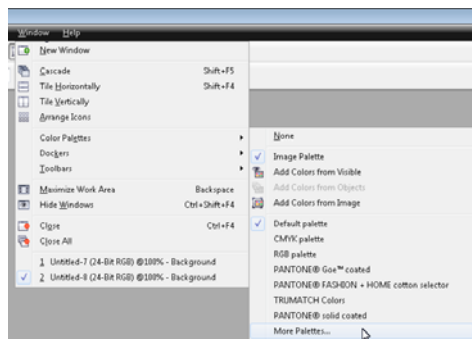 Window Help
New Window
Cascade Shift+F5
Tile Horizontally Shift+F4
Tile Vertically
Arrange Icons
Color Palettes
Dockers
Toolbars
Maximize Work Area Backspace
Hide Windows Ctrl+Shift+F4
Close Ctrl+F4
Close All
1 Untitled-7 (24-Bit RGB) @100% - Background
2 Untitled-8 (24-Bit RGB) @100% - Background
None
Image Palette
Add Colors from Visible
Add Colors from Objects
Add Colors from Image
Default palette
CMYK palette
RGB palette
PANTONE® Goe™ coated
PANTONE® FASHION + HOME cotton selector
TRUMATCH Colors
PANTONE® solid coated
More Palettes...